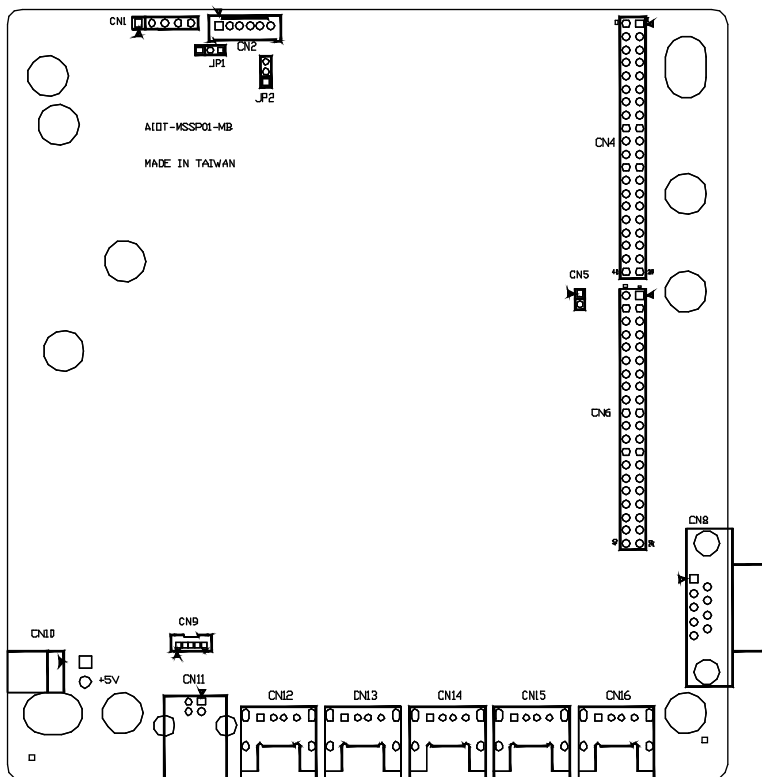 CN1
CN2
JP1
JP2
AIOT-MSSP01-MB
MADE IN TAIWAN
CN4
CN5
CN6
CN8
CN9
CN10
+5V
CN11
CN12
CN13
CN14
CN15
CN16